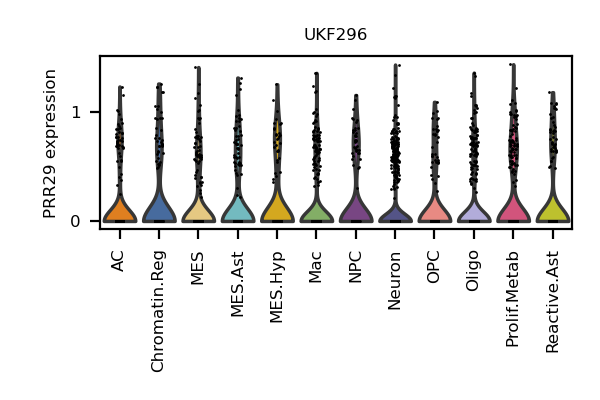 UKF296
PRR29 expression
1
0
AC
Chromatin.Reg
MES
MES.Ast
MES.Hyp
Mac
NPC
Neuron
OPC
Oligo
Prolif.Metab
Reactive.Ast